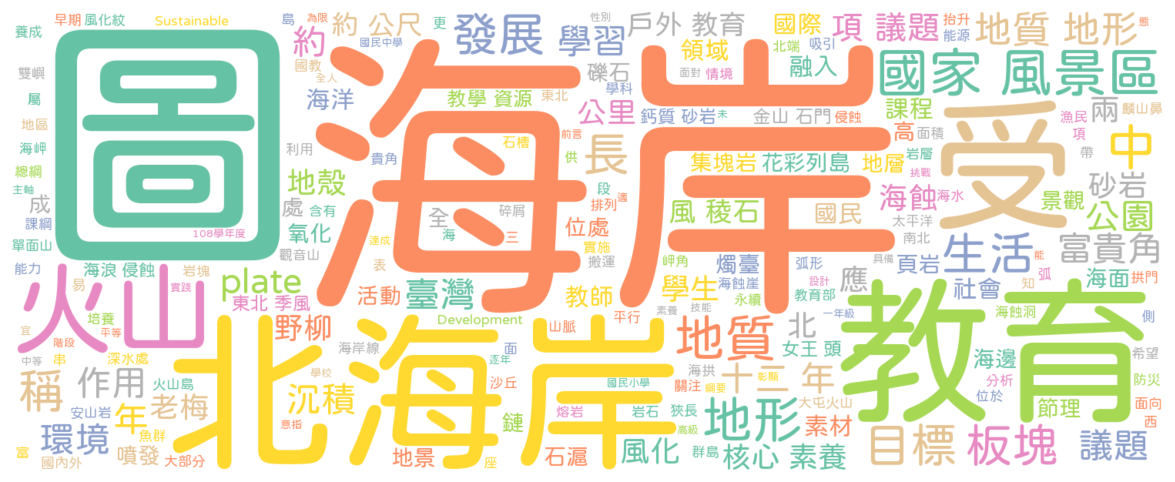 早期 風化紋 Sustainable 島 為限 約 公尺 更 發展 戶外 教育 性別 國際 項 議題 抬升 能源 地質 地形 態
養成 約 國民中學 學習 領域 北端 吸引 融入 國家 風景區
雙嶼 國教 全人 礫石 面對 情境
屬 海洋 教學 資源 東北 學科 公里 鈣質 砂岩 未 金山 石門 侵蝕 課程 漁民 兩 麟山鼻
圖 海岸 受 中
地區 利用 石槽 前言 高 面積 項 帶
海岬 貴角 供 長 集塊岩 花彩列島 地層 岩層 挑戰
總綱 地殼 段 砂岩
主軸 成 處 含有 全 碎屑 排列 適 風 稜石 國民 海蝕 海水 景觀 公園
課綱 108學年度 氧化 海 三 位處 太平洋
單面山 觀音山 達成 實施 南北 生活 富貴角
能力 海浪 侵蝕 岩塊 表 搬運 岬角 燭臺 弧形 應 具備 頁岩 能 海面 拱門
火山 易 實踐 plate 東北 季風 活動 臺灣 教師 素養 技能 學生 海蝕崖 設計 永續 教育部 社會 知 弧
培養 平等 野柳 Development 山脈 平行 地質 北 一年級 海蝕洞 側
宜 階段 海岸線 面 逐年 女王 頭 教育 海邊 希望
中等 串 深水處 北海岸 學校 國民小學 沙丘 關注 海拱 十二 年 彰顯 分析 防災
稱 作用 火山島 沉積 綱要 大屯火山 位於 節理 面向
安山岩 年 老梅 意指 鏈 熔岩 岩石 狹長 高級 地形 素材 西
富 環境 魚群 國內外 噴發 大部分 地景 座 石滬 風化 群島 核心 素養 目標 板塊 議題